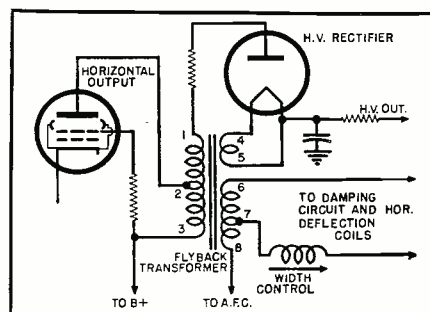 H.V. RECTIFIER
HORIZONTAL
OUTPUT
H.V. OUT.
1
2
3
4
5
6
7
8
FLYBACK
TRANSFORMER
TO DAMPING
CIRCUIT AND HOR.
DEFLECTION
COILS
WIDTH
CONTROL
TO B+
TO A.F.C.